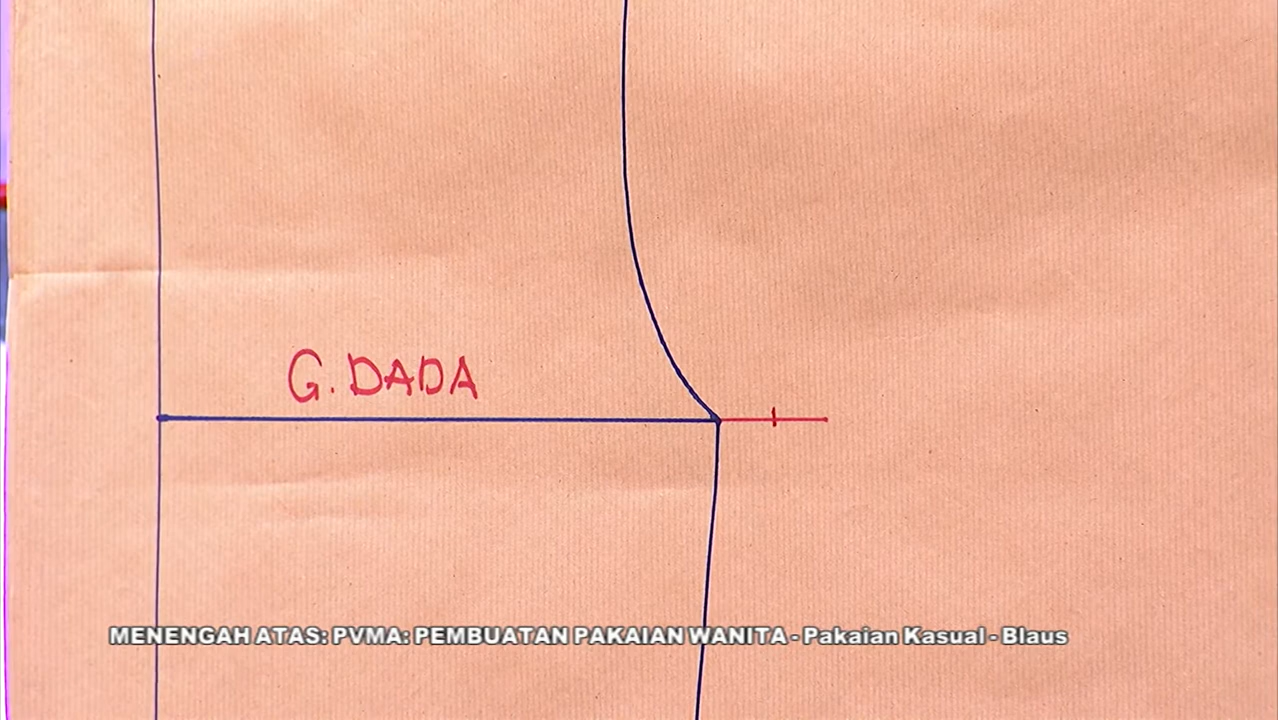 G. DADA
MENENGAH ATAS: PVMA: PEMBUATAN PAKAIAN WANITA - Pakaian Kasual - Blaus